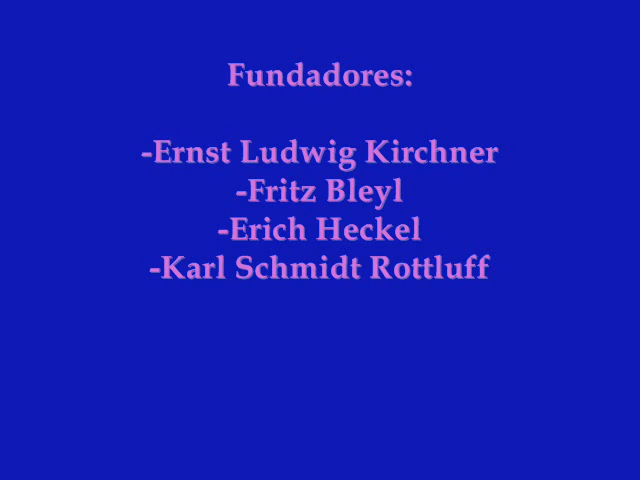 Fundadores:
-Ernst Ludwig Kirchner
-Fritz Bleyl
-Erich Heckel
-Karl Schmidt Rottluff